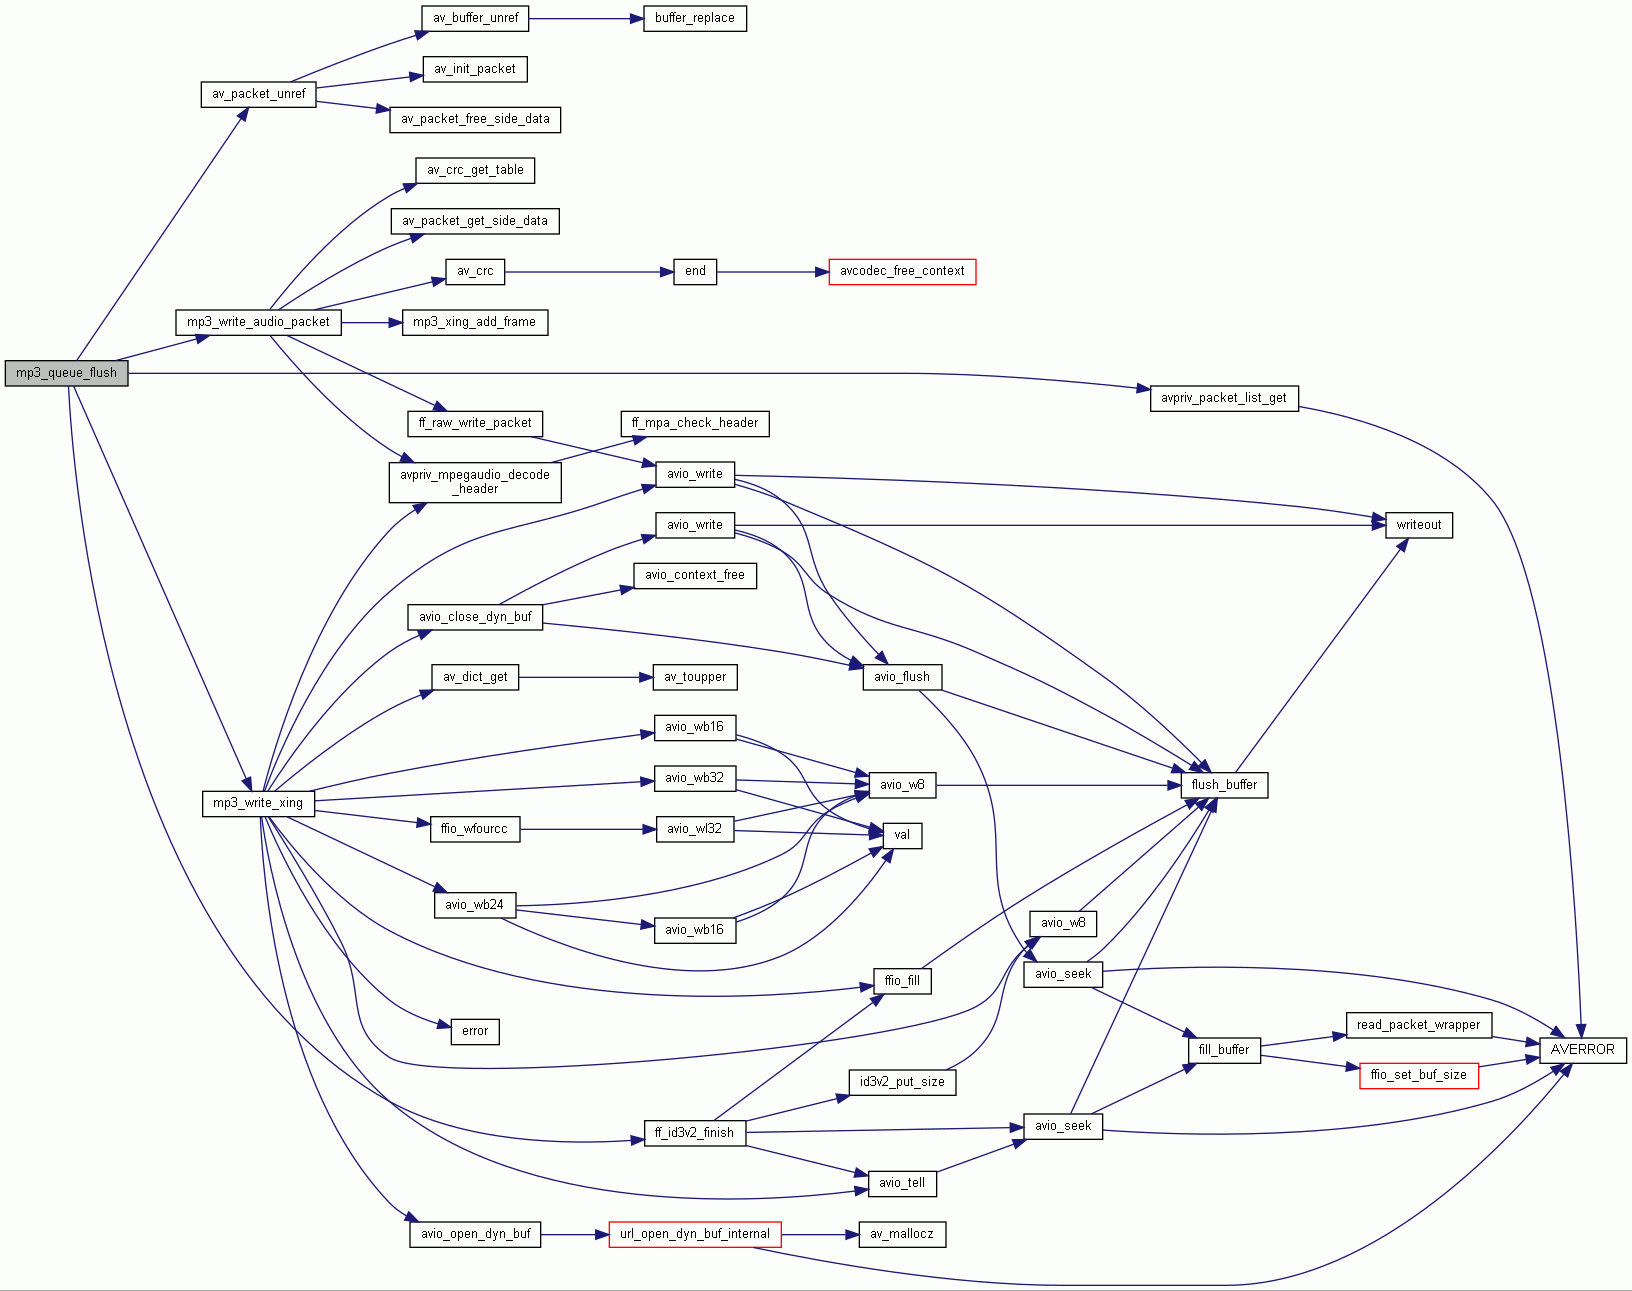 av_buffer_unref
buffer_replace
av_init_packet
av_packet_unref
av_packet_free_side_data
av_crc_get_table
av_packet_get_side_data
av_crc
end
avcodec_free_context
mp3_write_audio_packet
mp3_xing_add_frame
mp3_queue_flush
avpriv_packet_list_get
ff_raw_write_packet
ff_mpa_check_header
avpriv_mpegaudio_decode
_header
avio_write
avio_write
writeout
avio_context_free
avio_close_dyn_buf
av_dict_get
av_toupper
avio_flush
avio_wb16
avio_wb32
avio_w8
flush_buffer
mp3_write_xing
ffio_wfourcc
avio_wl32
val
avio_wb24
avio_wb16
avio_w8
avio_seek
ffio_fill
error
read_packet_wrapper
fill_buffer
AVERROR
ffio_set_buf_size
id3v2_put_size
ff_id3v2_finish
avio_seek
avio_tell
avio_open_dyn_buf
url_open_dyn_buf_internal
av_mallocz